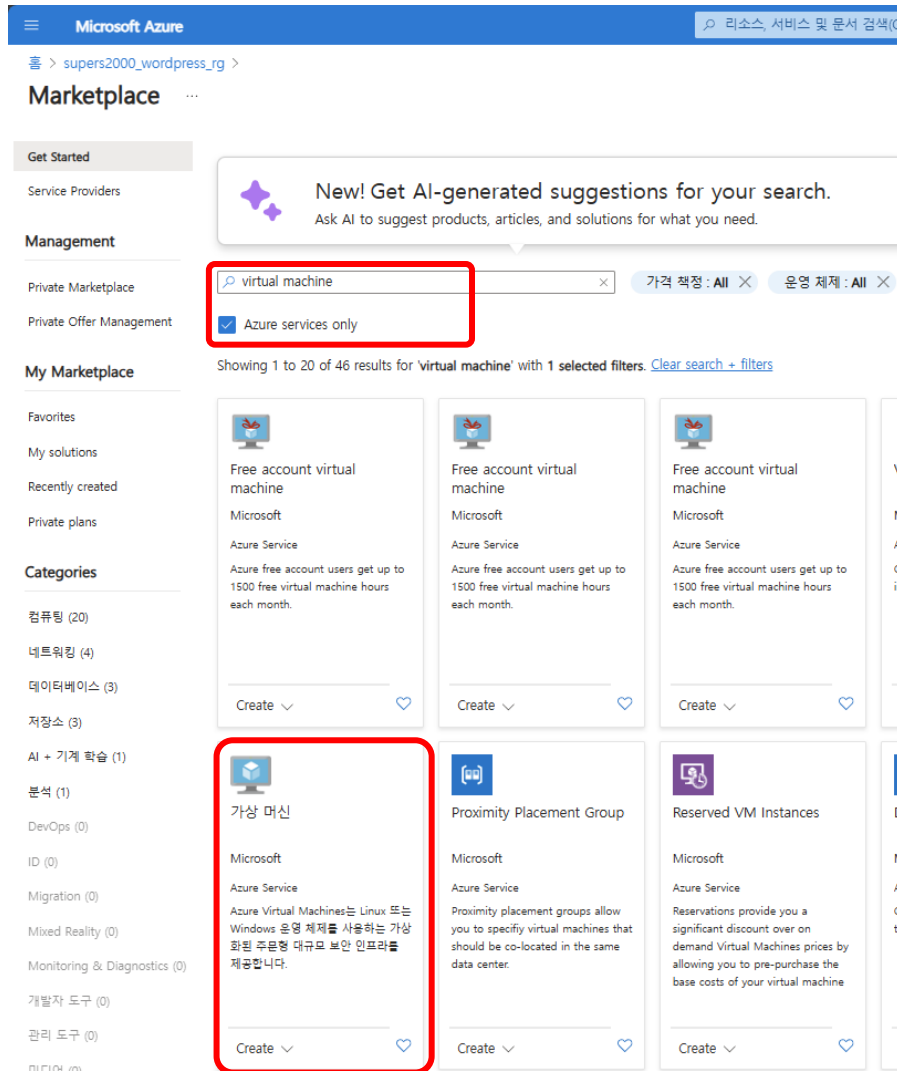 Microsoft Azure
리소스, 서비스 및 문서 검색(
홈 > supers2000_wordpress_rg >
Marketplace ...
Get Started
Service Providers
Management
Private Marketplace
Private Offer Management
My Marketplace
Favorites
My solutions
Recently created
Private plans
Categories
컴퓨팅 (20)
네트워킹 (4)
데이터베이스 (3)
저장소 (3)
AI + 기계 학습 (1)
분석 (1)
DevOps (0)
ID (0)
Migration (0)
Mixed Reality (0)
Monitoring & Diagnostics (0)
개발자 도구 (0)
관리 도구 (0)
New! Get AI-generated suggestions for your search.
Ask AI to suggest products, articles, and solutions for what you need.
virtual machine
가격 책정 : All
운영 체제 : All
Azure services only
Showing 1 to 20 of 46 results for 'virtual machine' with 1 selected filters. Clear search + filters
Free account virtual
machine
Microsoft
Azure Service
Azure free account users get up to
1500 free virtual machine hours
each month.
Create
Free account virtual
machine
Microsoft
Azure Service
Azure free account users get up to
1500 free virtual machine hours
each month.
Create
Free account virtual
machine
Microsoft
Azure Service
Azure free account users get up to
1500 free virtual machine hours
each month.
Create
가상 머신
Microsoft
Azure Service
Azure Virtual Machines는 Linux 또는
Windows 운영 체제를 사용하는 가상
화된 주문형 대규모 보안 인프라를
제공합니다.
Create
Proximity Placement Group
Microsoft
Azure Service
Proximity placement groups allow
you to specifiy virtual machines that
should be co-located in the same
data center.
Create
Reserved VM Instances
Microsoft
Azure Service
Reservations provide you a
significant discount over on
demand Virtual Machines prices by
allowing you to pre-purchase the
base costs of your virtual machine
Create